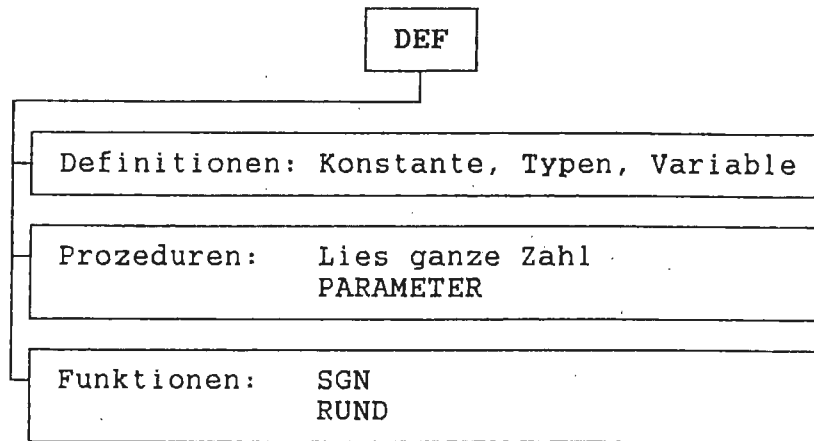 DEF
Definitionen: Konstante, Typen, Variable
Prozeduren: Lies ganze Zahl
PARAMETER
Funktionen: SGN
RUND